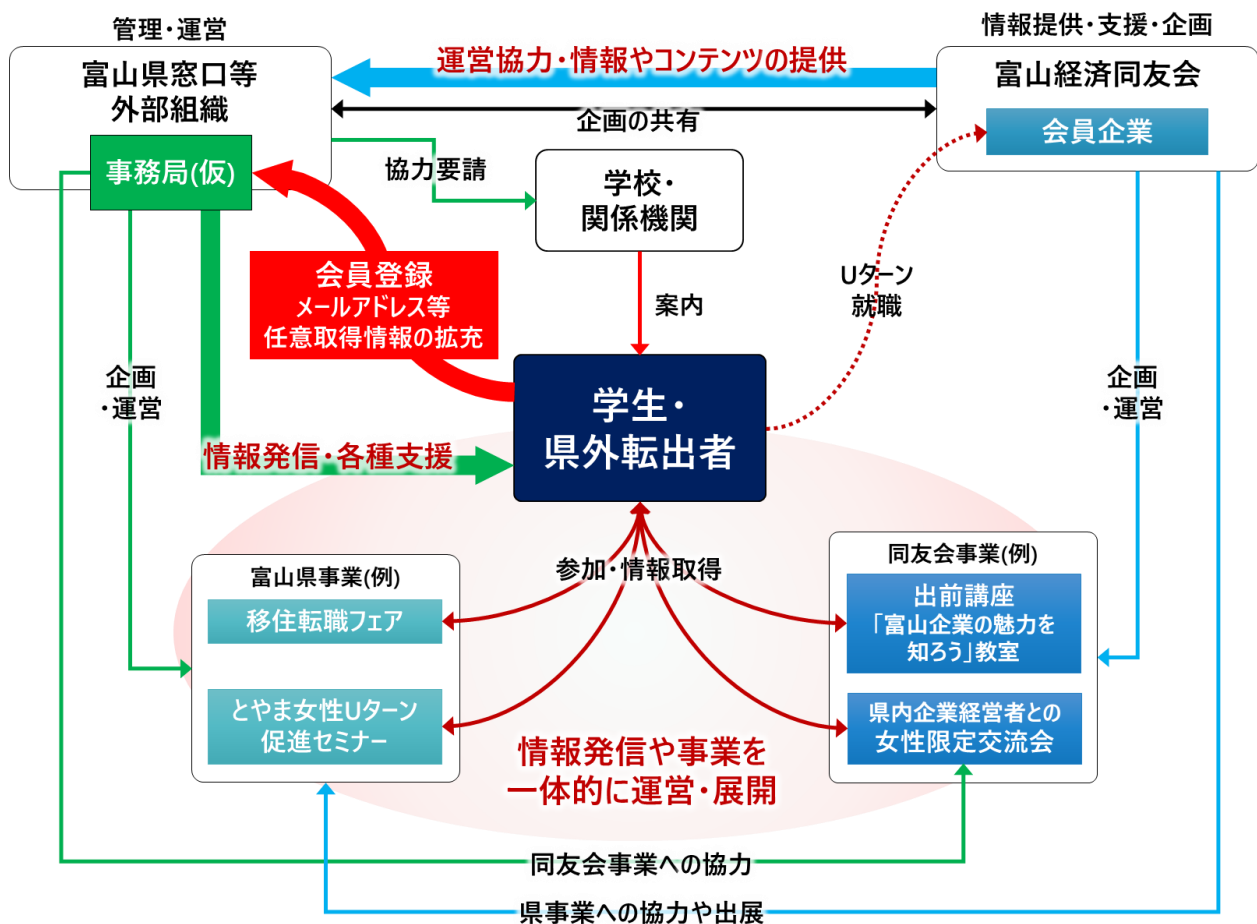 管理・運営
富山県窓口等
外部組織
事務局(仮)
運営協力・情報やコンテンツの提供
企画の共有
情報提供・支援・企画
富山経済同友会
会員企業
協力要請
学校・
関係機関
会員登録
メールアドレス等
任意取得情報の拡充
案内
Uターン
就職
企画
・運営
学生・
県外転出者
企画
・運営
情報発信・各種支援
参加・情報取得
富山県事業(例)
移住転職フェア
とやま女性Uターン
促進セミナー
同友会事業(例)
出前講座
「富山企業の魅力を
知ろう」教室
県内企業経営者との
女性限定交流会
情報発信や事業を
一体的に運営・展開
同友会事業への協力
県事業への協力や出展